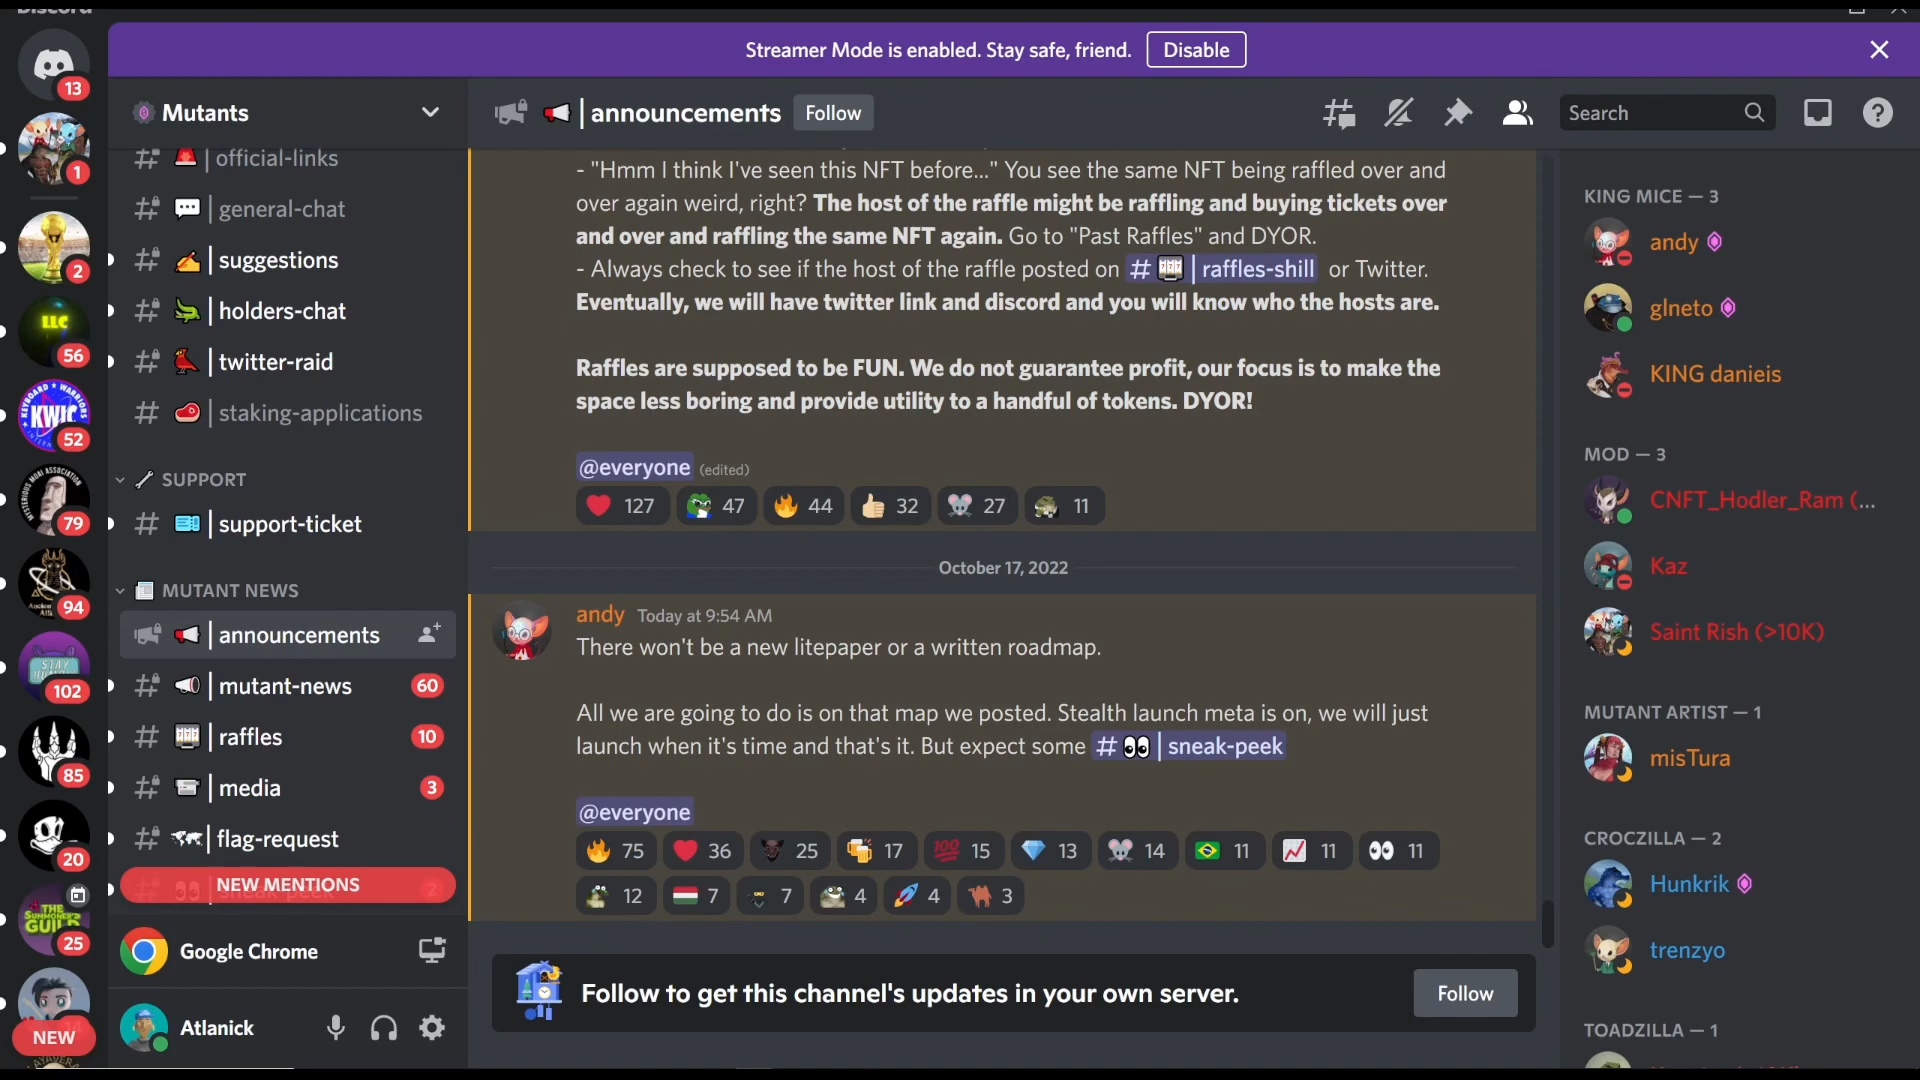 Discord
Streamer Mode is enabled. Stay safe, friend. Disable
Mutants
official-links
general-chat
suggestions
holders-chat
twitter-raid
staking-applications
SUPPORT
support-ticket
MUTANT NEWS
announcements
mutant-news 60
raffles 10
media 3
flag-request
NEW MENTIONS
Google Chrome
Atlanick
13
1
2
LLC
56
KEYBOARD WARRIORS
KWIC
52
MYSTERIOUS MOAI ASSOCIATION
79
94
STAY
102
85
20
THE
SUMMONER'S
GUILD
25
NEW
announcements Follow
Search
- "Hmm I think I've seen this NFT before..." You see the same NFT being raffled over and
over again weird, right? The host of the raffle might be raffling and buying tickets over
and over and raffling the same NFT again. Go to "Past Raffles" and DYOR.
- Always check to see if the host of the raffle posted on # | raffles-shill or Twitter.
Eventually, we will have twitter link and discord and you will know who the hosts are.
Raffles are supposed to be FUN. We do not guarantee profit, our focus is to make the
space less boring and provide utility to a handful of tokens. DYOR!
@everyone (edited)
127 47 44 32 27 11
October 17, 2022
andy Today at 9:54 AM
There won't be a new litepaper or a written roadmap.
All we are going to do is on that map we posted. Stealth launch meta is on, we will just
launch when it's time and that's it. But expect some # | sneak-peek
@everyone
75 36 25 17 100 15 13 14 11 11 11
12 7 7 4 4 3
Follow to get this channel's updates in your own server. Follow
KING MICE — 3
andy
glneto
KING danieis
MOD — 3
CNFT_Hodler_Ram (...
Kaz
Saint Rish (>10K)
MUTANT ARTIST — 1
misTura
CROCZILLA — 2
Hunkrik
trenzyo
TOADZILLA — 1